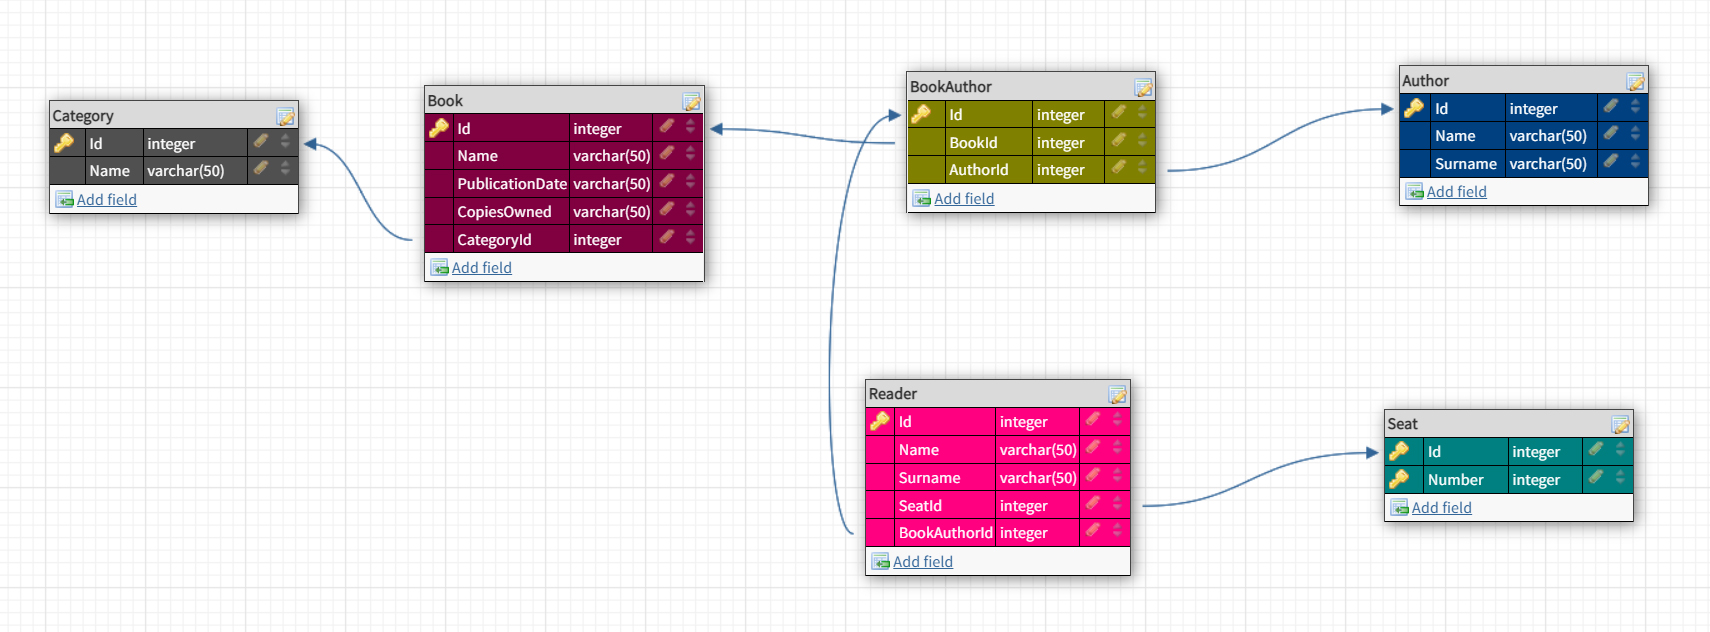 Category
Id integer
Name varchar(50)
Add field
Book
Id integer
Name varchar(50)
PublicationDate varchar(50)
CopiesOwned varchar(50)
CategoryId integer
Add field
BookAuthor
Id integer
BookId integer
AuthorId integer
Add field
Author
Id integer
Name varchar(50)
Surname varchar(50)
Add field
Reader
Id integer
Name varchar(50)
Surname varchar(50)
SeatId integer
BookAuthorId integer
Add field
Seat
Id integer
Number integer
Add field